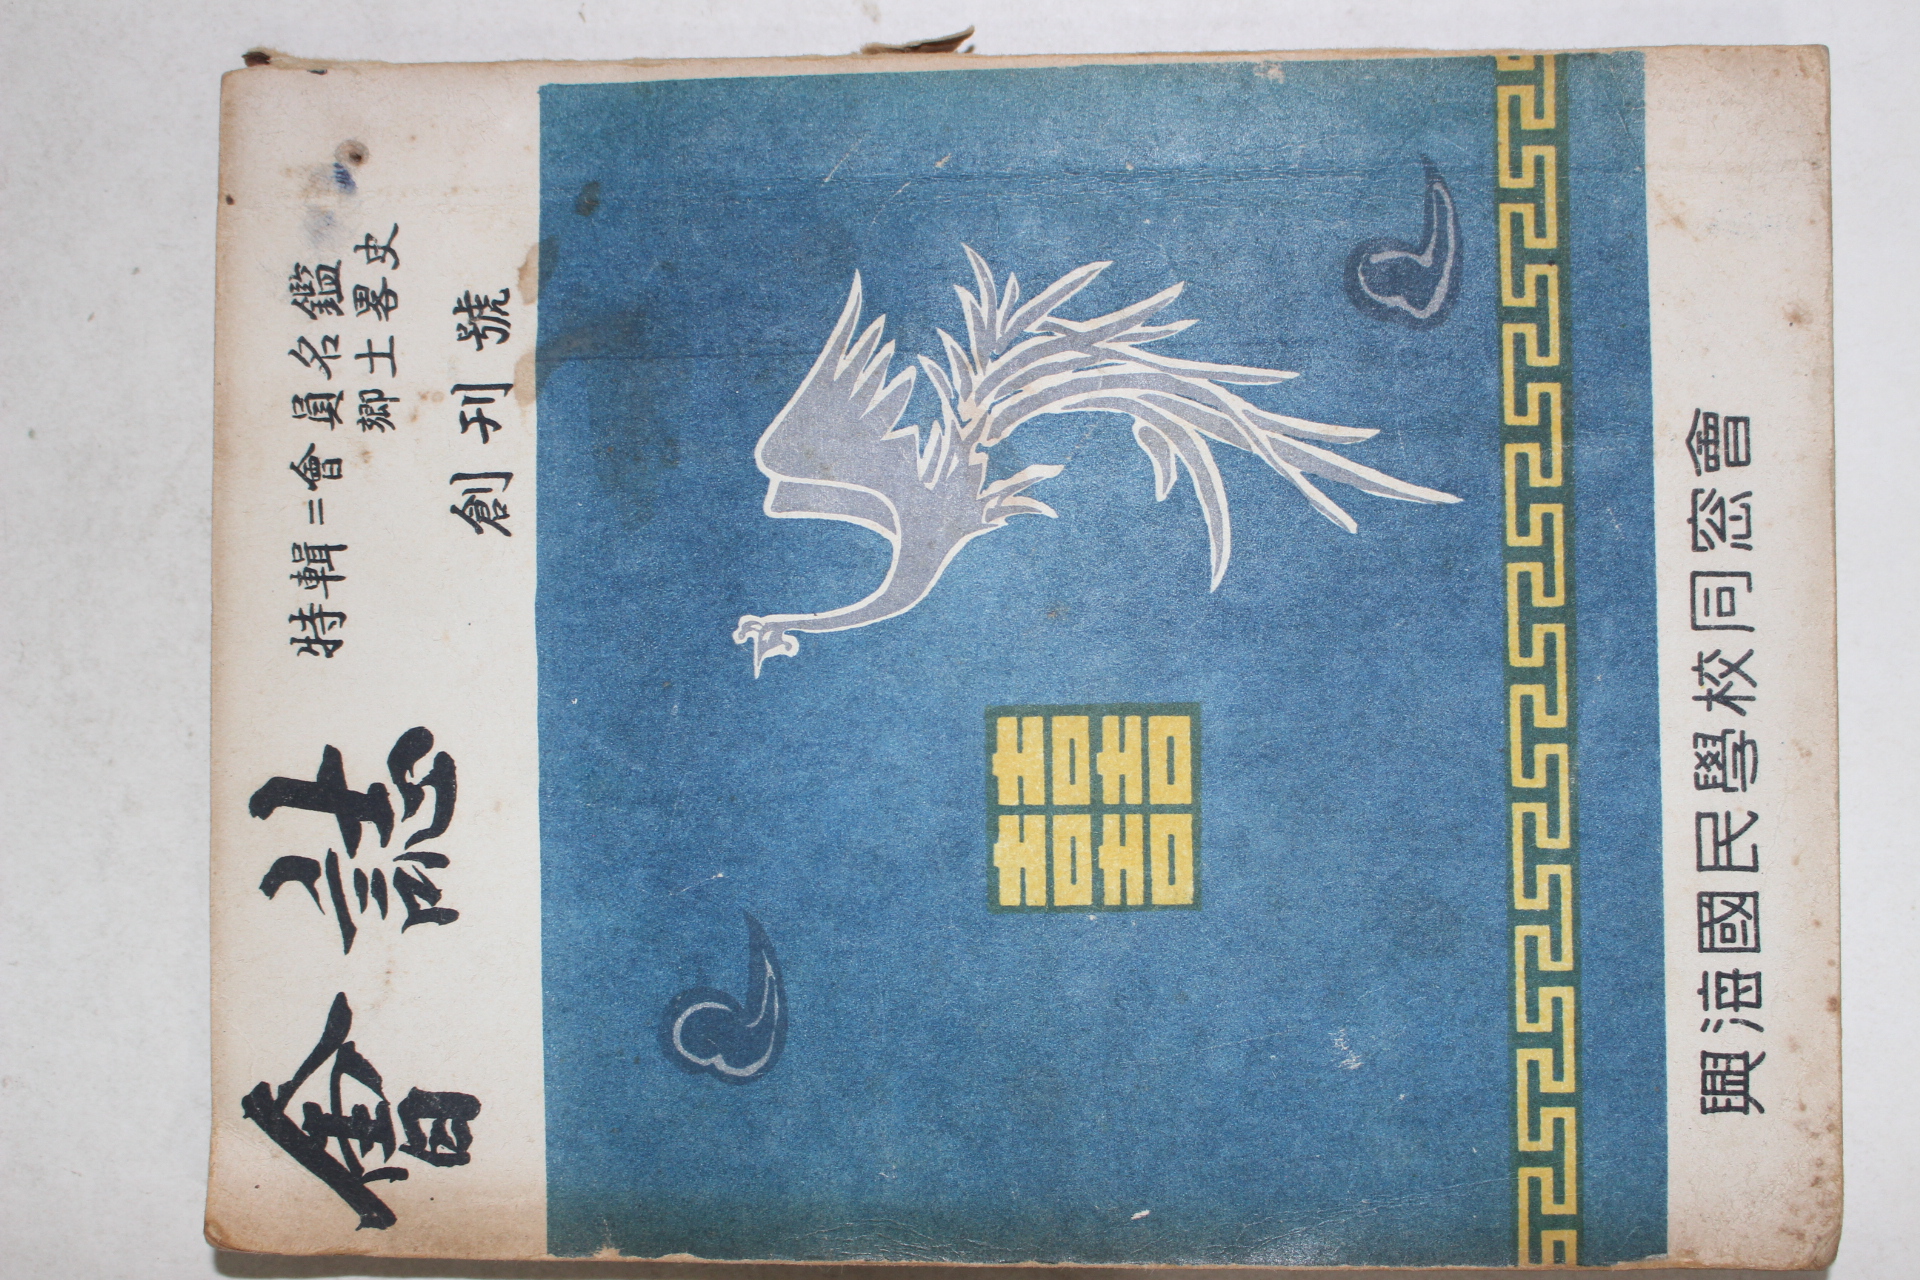 會誌
特輯=會員名鑑
鄕土畧史
創刊號
囍囍
興海國民學校同窓會